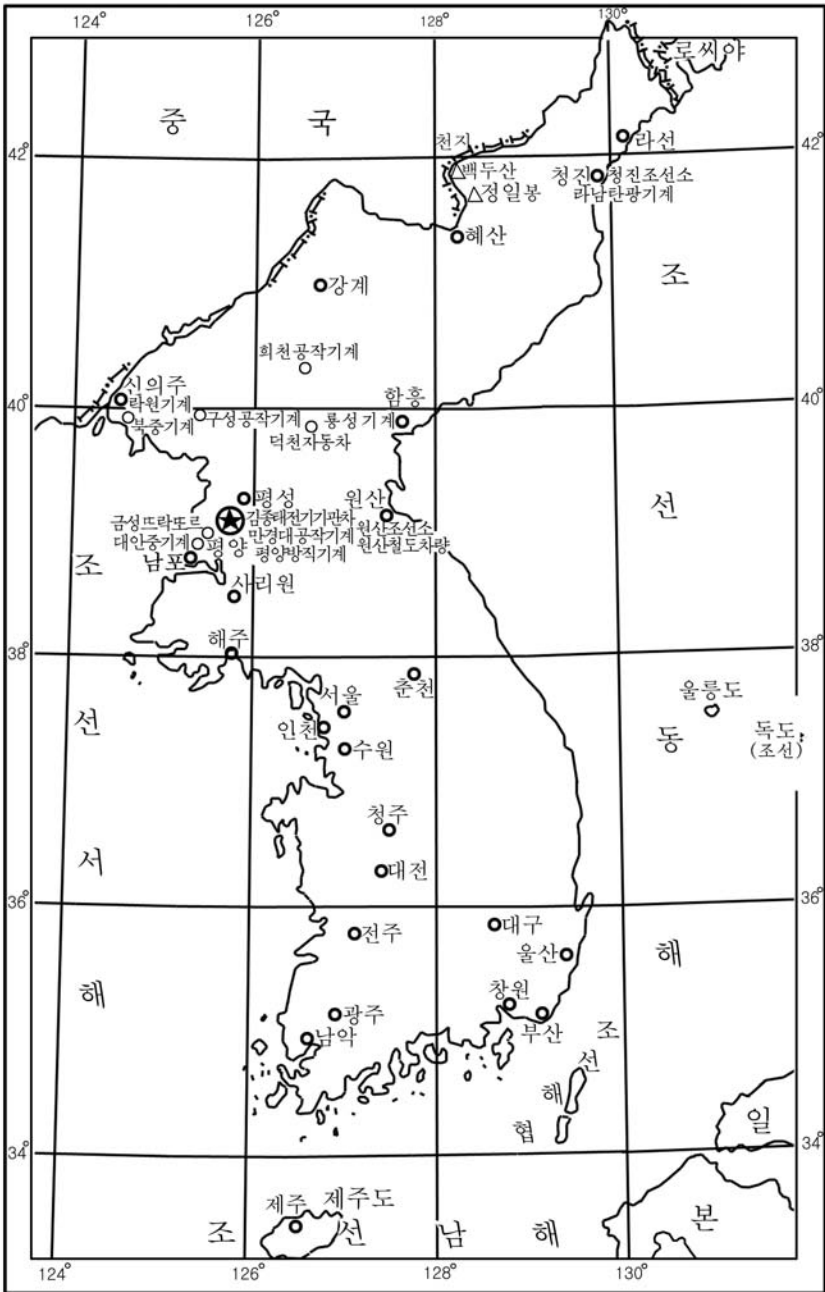 124°
126°
128°
130°
로씨야
중 국
천지
42°
42°
라선
백두산
정일봉
청진
청진조선소
라남탄광기계
혜산
강계
희천공작기계
신의주
락원기계
북중기계
40°
40°
구성공작기계
덕천자동차
함흥
룡성기계
평성
원산
김종태전기기관차
만경대공작기계
평양방직기계
원산조선소
원산철도차량
금성뜨락또르
대안중기계
평양
남포
사리원
해주
38°
38°
춘천
서울
인천
수원
울릉도
독도
(조선)
청주
대전
36°
36°
전주
대구
울산
창원
부산
광주
남악
34°
34°
제주
제주도
조 선 동 해
조 선 서 해
조 선 해 협
조 선 남 해
일 본
124°
126°
128°
130°